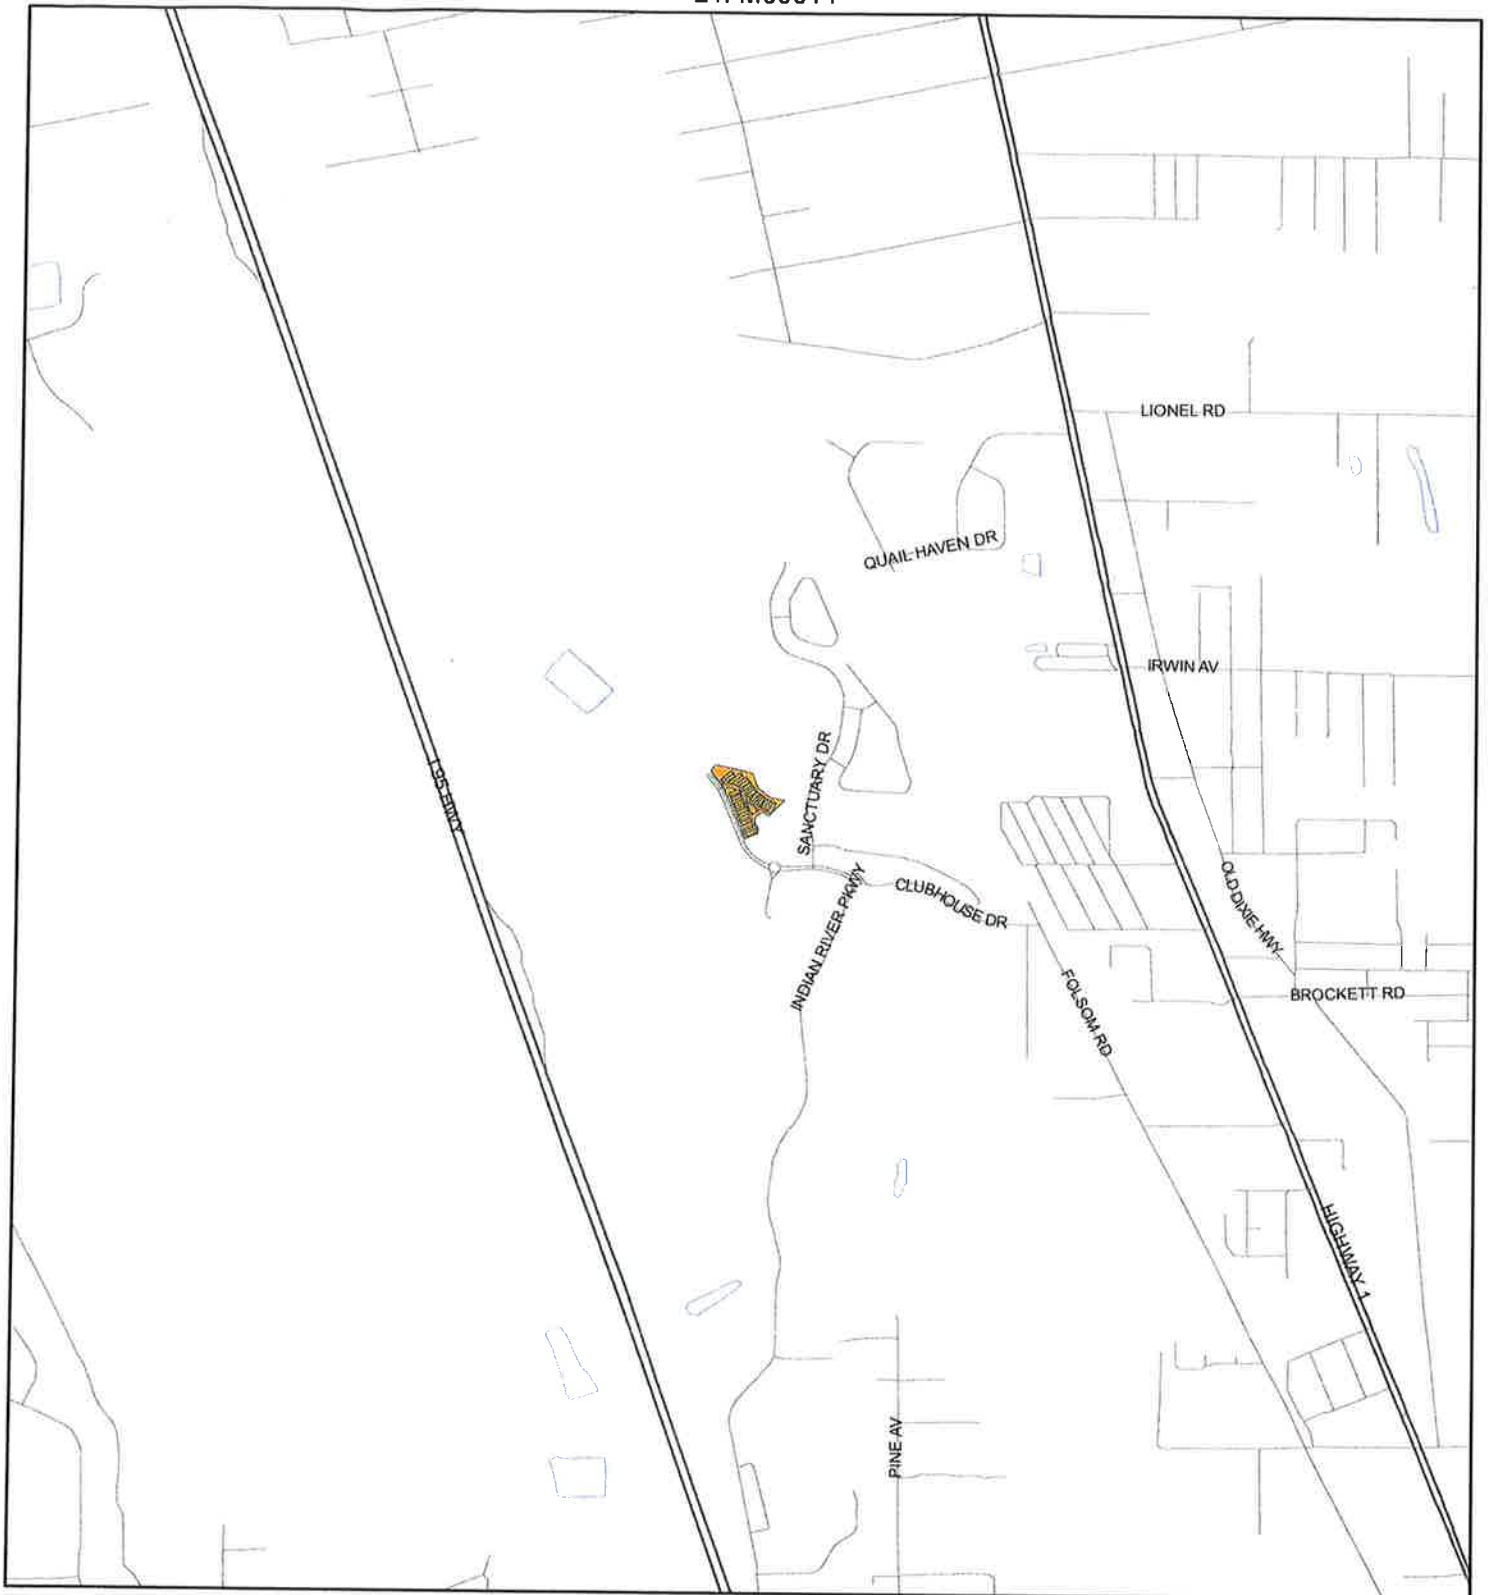 LIONEL RD
QUAIL HAVEN DR
IRWIN AV
I 95 HWY
SANCTUARY DR
OLD DIXIE HWY
CLUBHOUSE DR
INDIAN RIVER PKWY
FOLSOM RD
BROCKETT RD
HIGHWAY 1
PINE AV